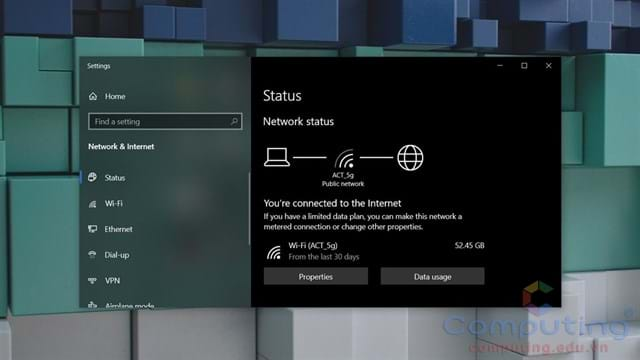 Settings
Home
Find a setting
Network & Internet
Status
Wi-Fi
Ethernet
Dial-up
VPN
Airplane mode
Status
Network status
ACT_5g
Public network
You're connected to the Internet
If you have a limited data plan, you can make this network a
metered connection or change other properties.
Wi-Fi (ACT_5g)
52.45 GB
From the last 30 days
Properties
Data usage
Computing
computing.edu.vn